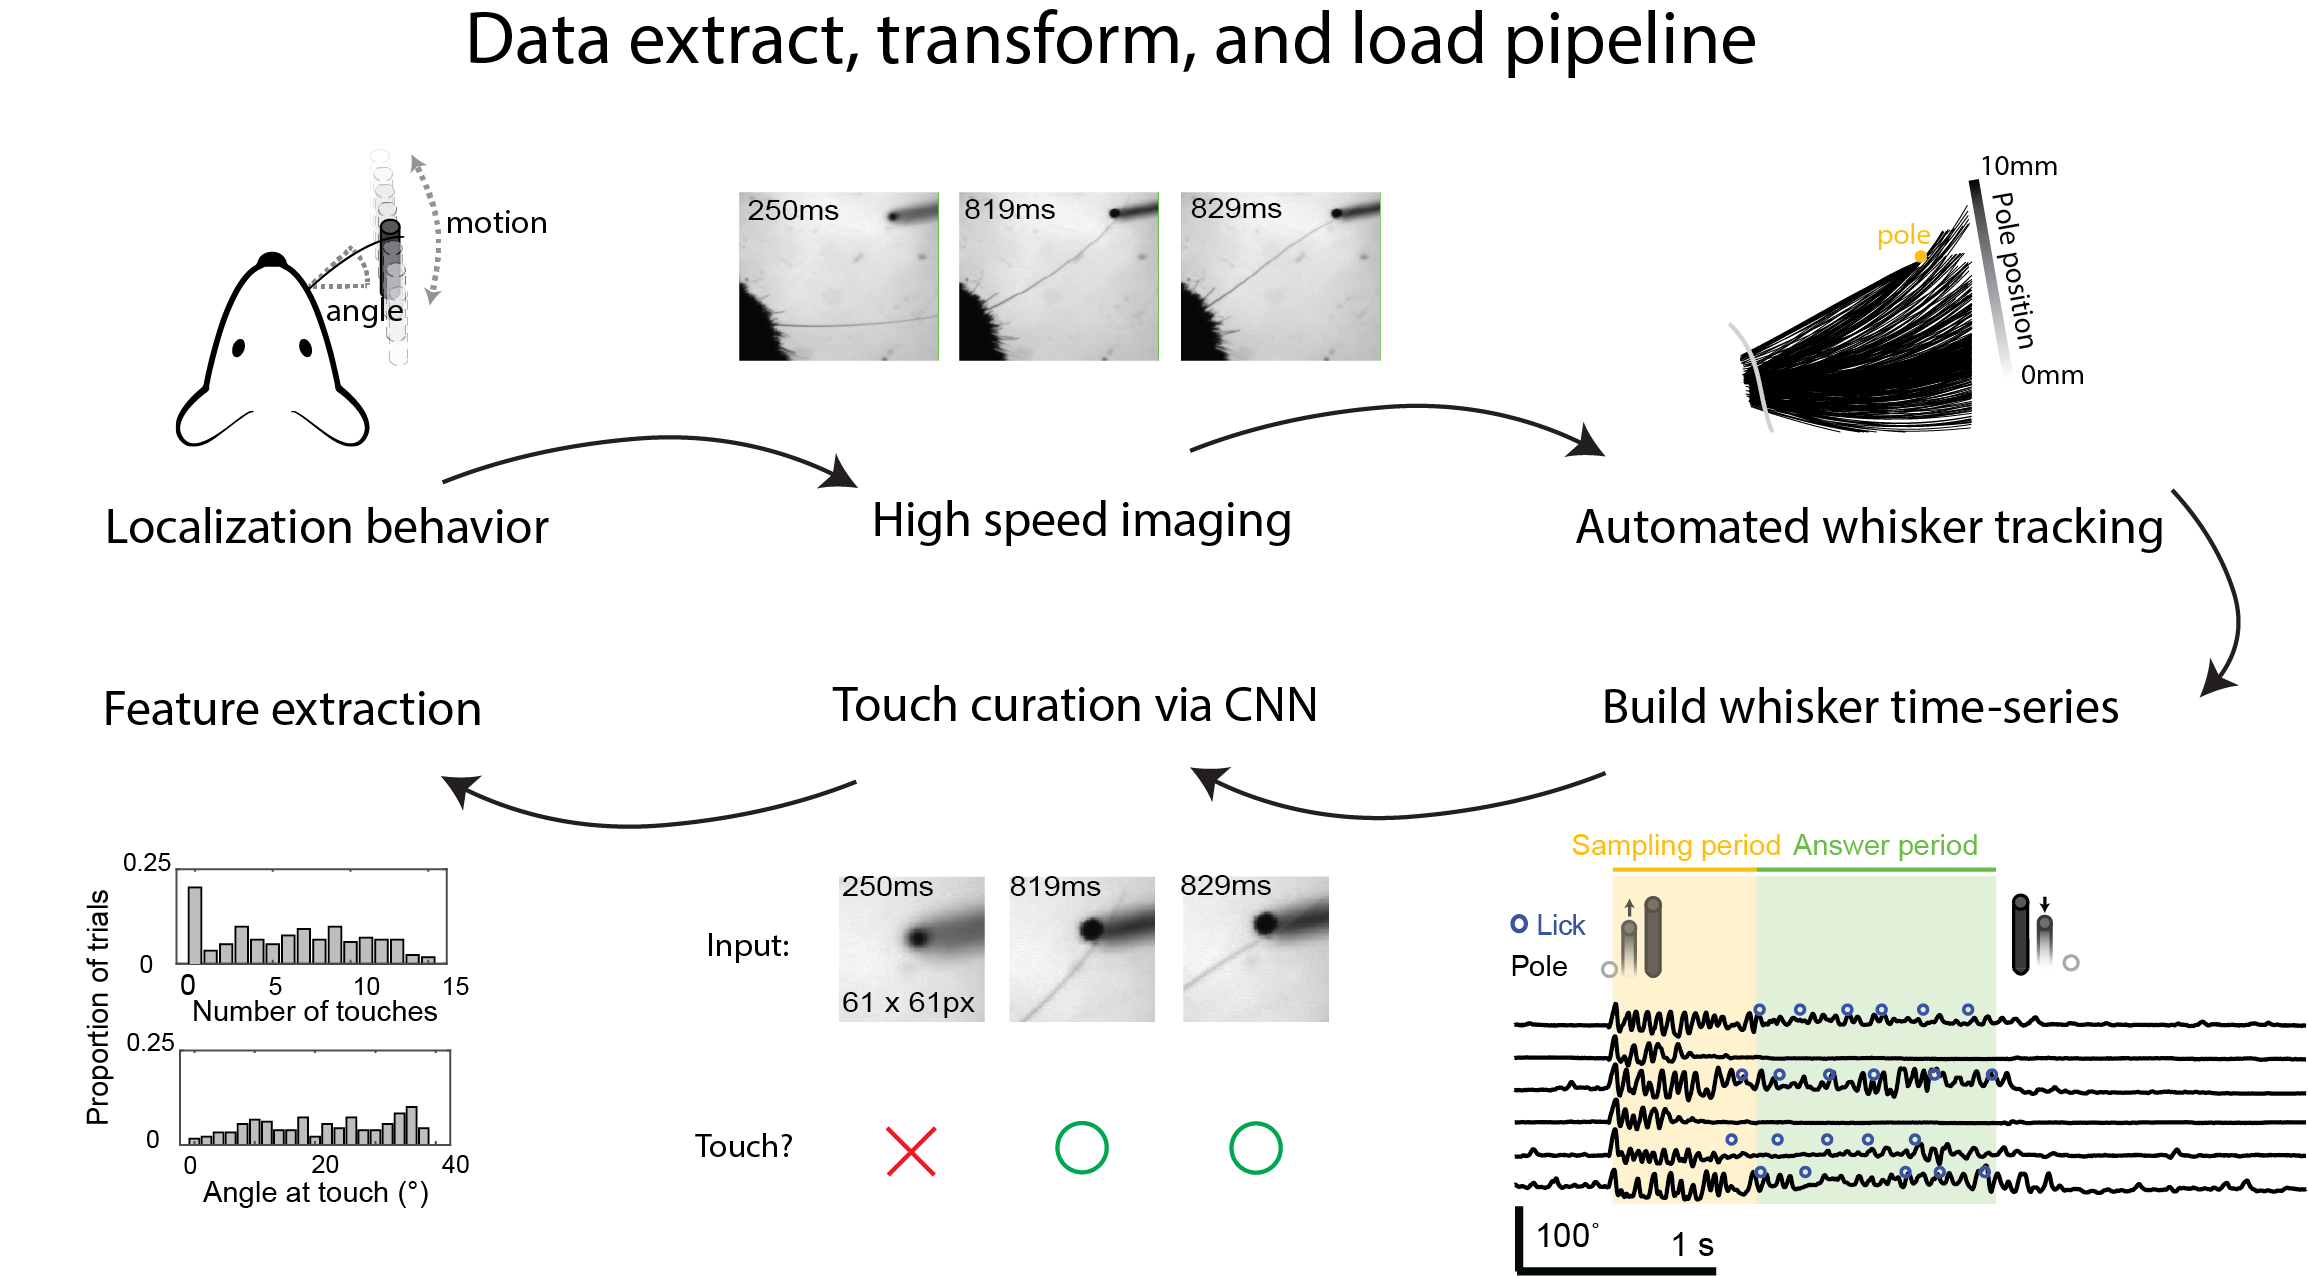 Data extract, transform, and load pipeline
motion
angle
250ms
819ms
829ms
10mm
Pole position
pole
0mm
Localization behavior
High speed imaging
Automated whisker tracking
Feature extraction
Touch curation via CNN
Build whisker time-series
Proportion of trials
0.25
0
0
5
10
15
Number of touches
0.25
0
0
20
40
Angle at touch (°)
Input:
250ms
61 x 61px
819ms
829ms
Touch?
Sampling period
Answer period
Lick
Pole
100°
1 s